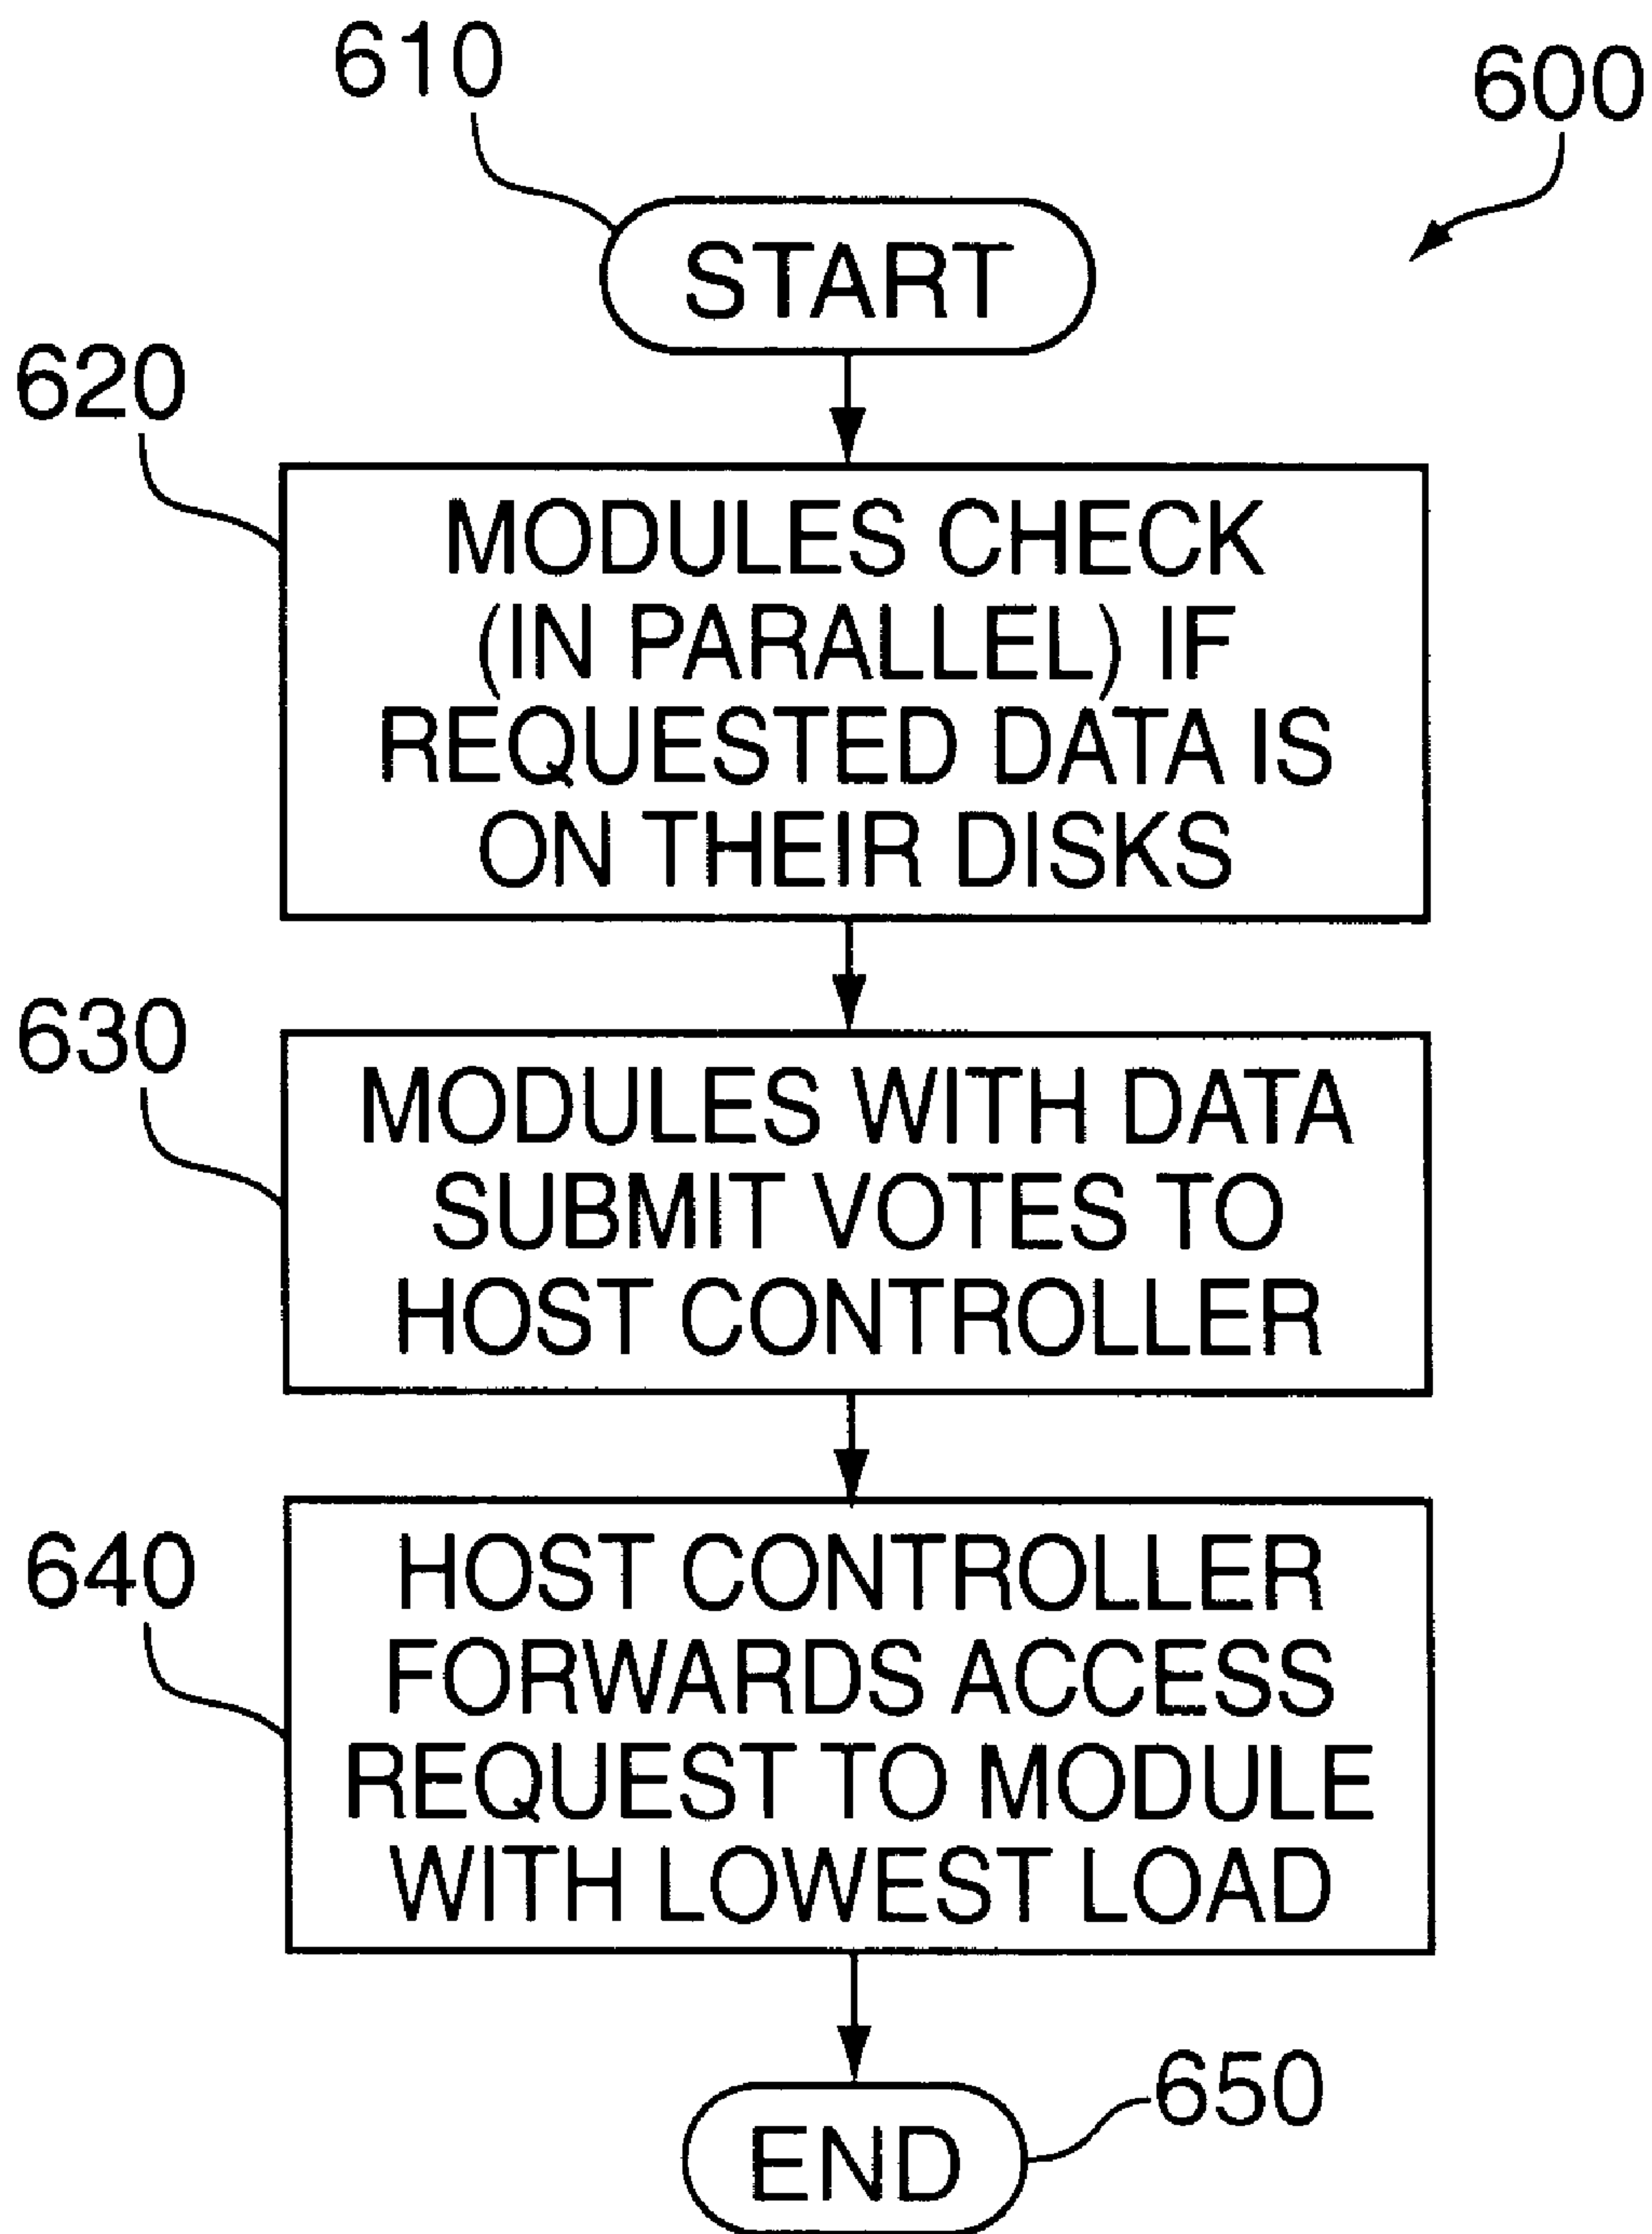 610
600
START
620
MODULES CHECK
(IN PARALLEL) IF
REQUESTED DATA IS
ON THEIR DISKS
630
MODULES WITH DATA
SUBMIT VOTES TO
HOST CONTROLLER
640
HOST CONTROLLER
FORWARDS ACCESS
REQUEST TO MODULE
WITH LOWEST LOAD
650
END